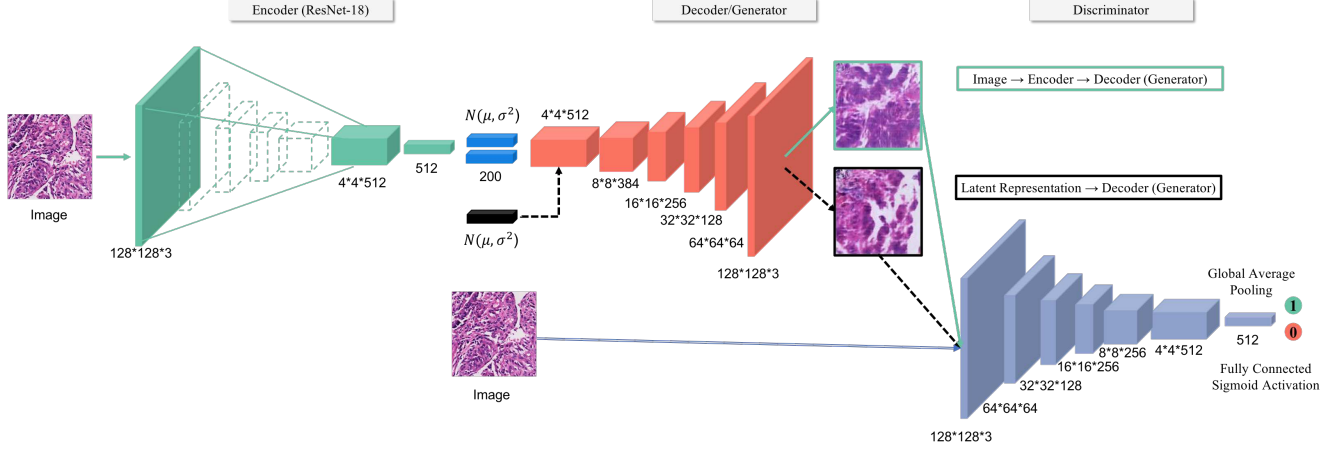 Encoder (ResNet-18)
Decoder/Generator
Discriminator
Image → Encoder → Decoder (Generator)
Latent Representation → Decoder (Generator)
Image
128*128*3
4*4*512
512
N(μ, σ²)
200
N(μ, σ²)
4*4*512
8*8*384
16*16*256
32*32*128
64*64*64
128*128*3
Image
128*128*3
64*64*64
32*32*128
16*16*256
8*8*256
4*4*512
512
Global Average
Pooling
1
0
Fully Connected
Sigmoid Activation